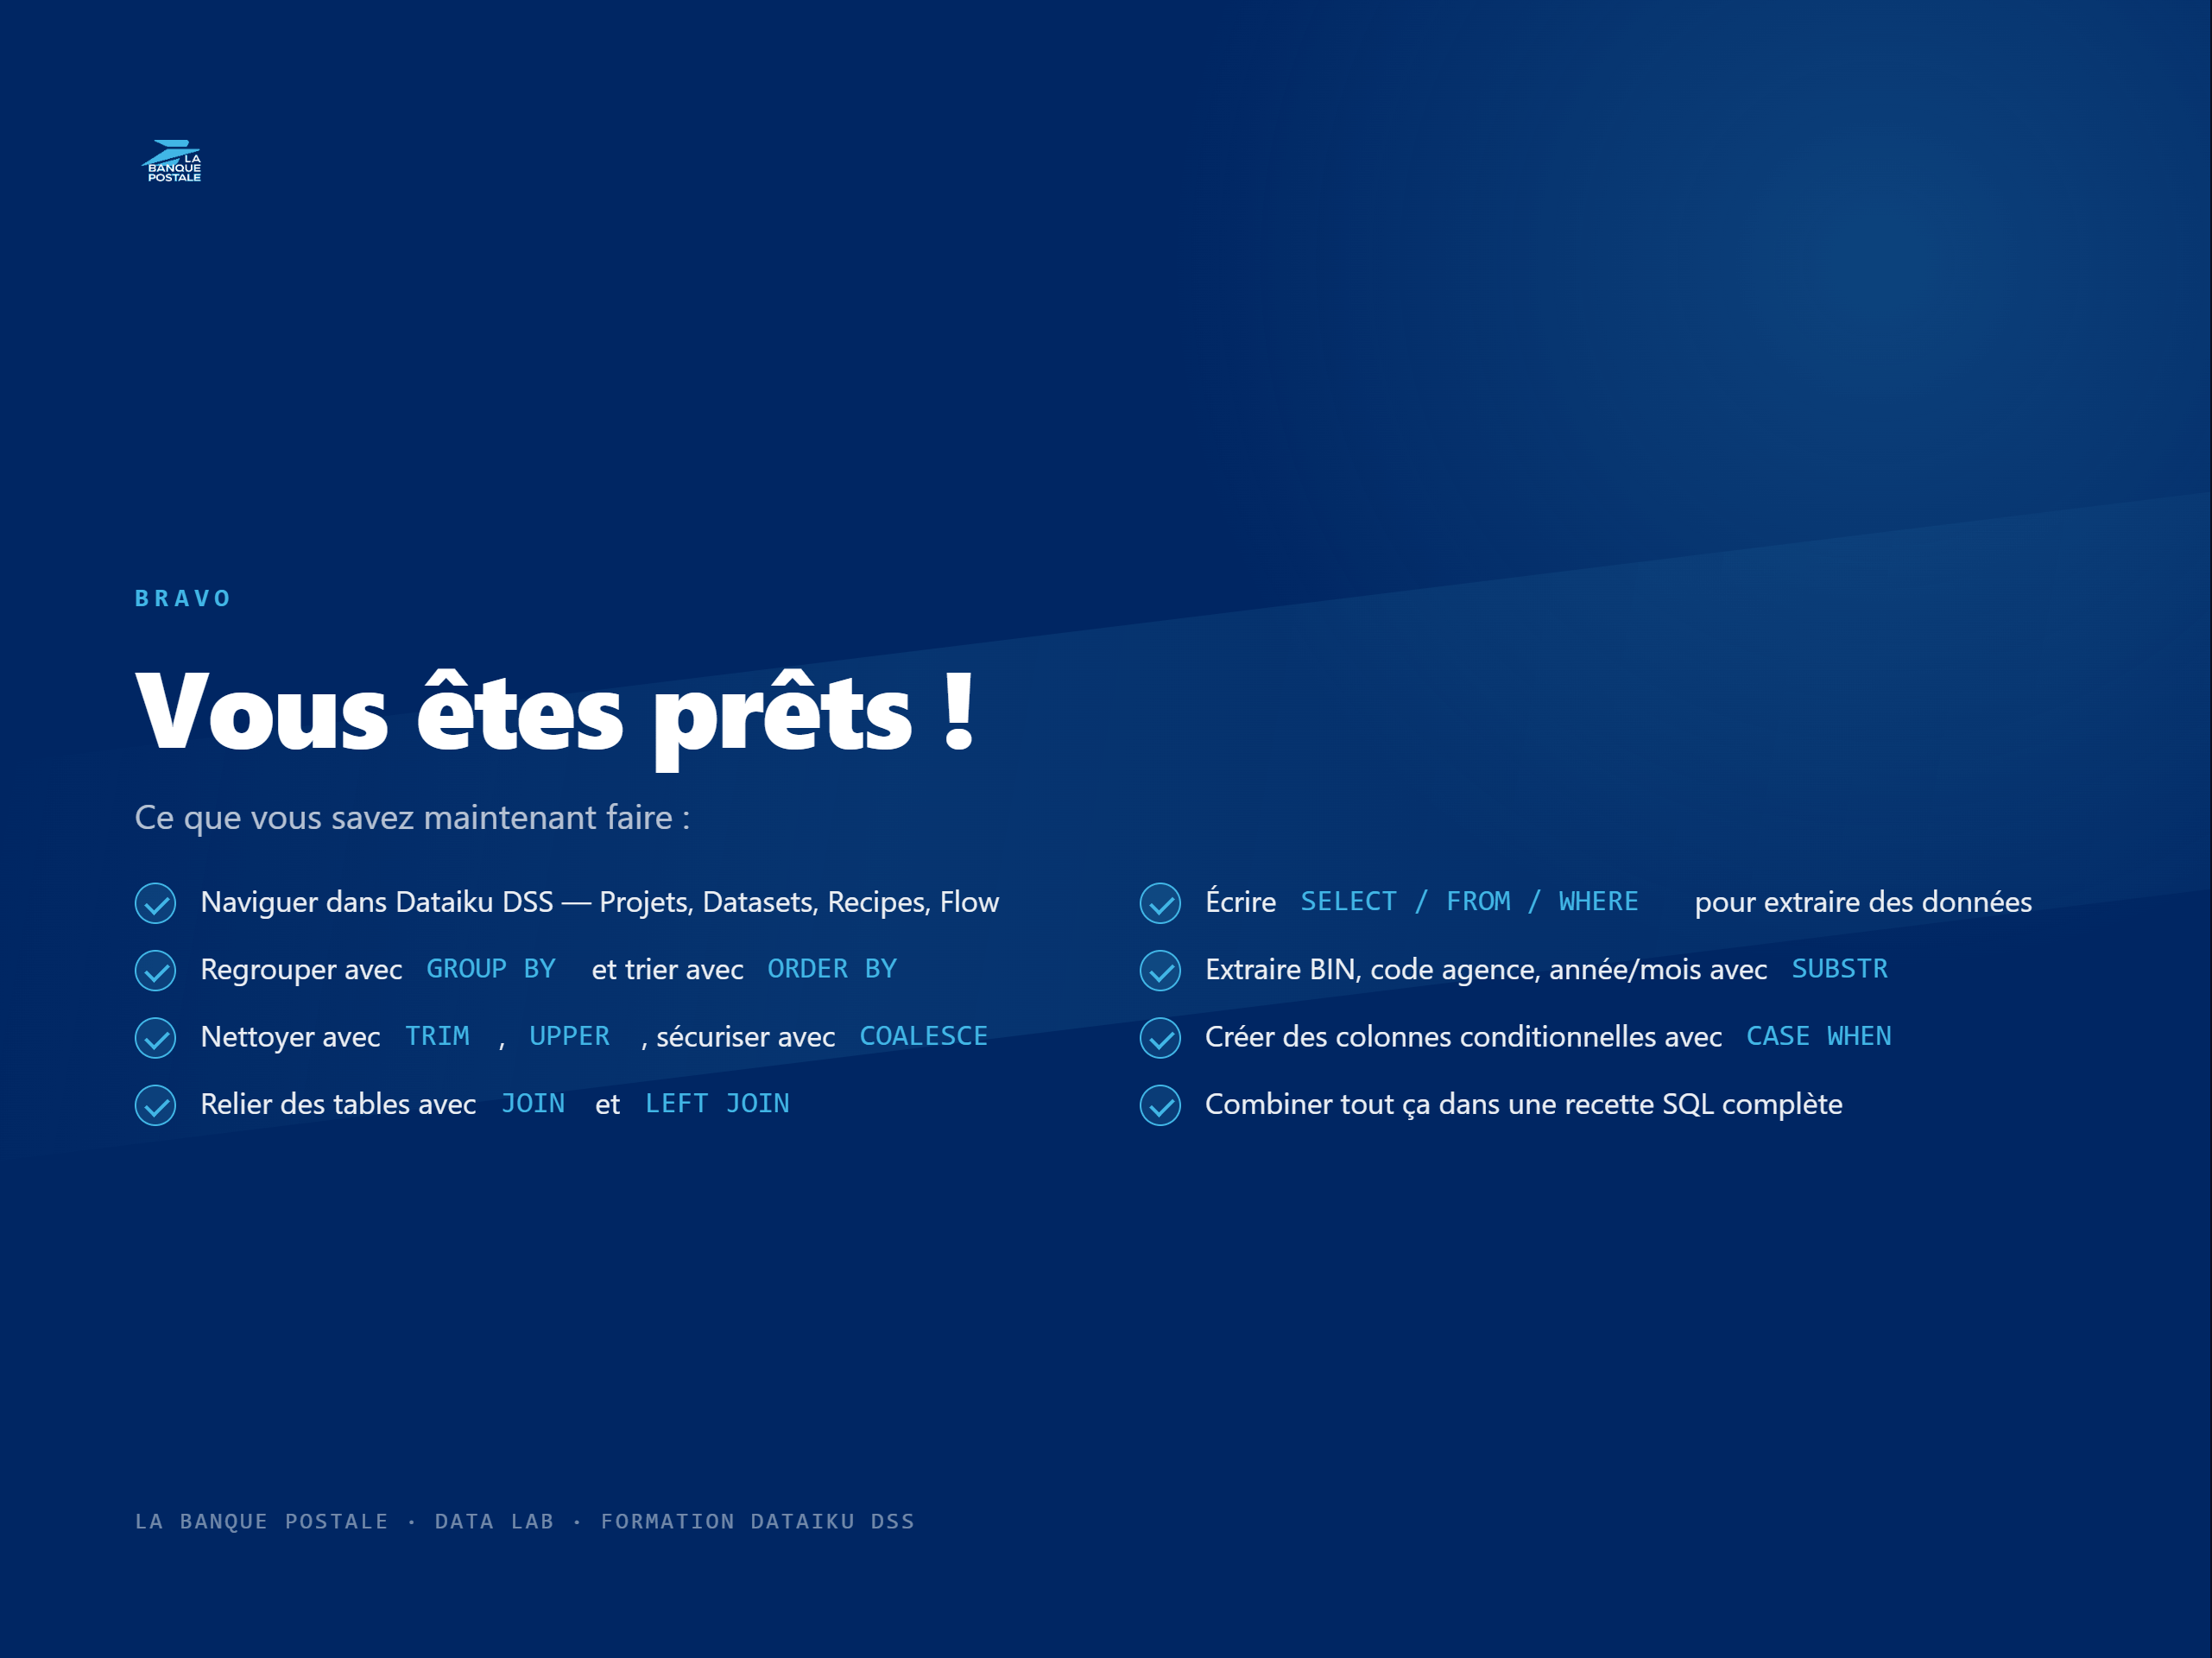 LA
BANQUE
POSTALE
BRAVO
Vous êtes prêts !
Ce que vous savez maintenant faire :
Naviguer dans Dataiku DSS — Projets, Datasets, Recipes, Flow
Écrire SELECT / FROM / WHERE pour extraire des données
Regrouper avec GROUP BY et trier avec ORDER BY
Extraire BIN, code agence, année/mois avec SUBSTR
Nettoyer avec TRIM , UPPER , sécuriser avec COALESCE
Créer des colonnes conditionnelles avec CASE WHEN
Relier des tables avec JOIN et LEFT JOIN
Combiner tout ça dans une recette SQL complète
LA BANQUE POSTALE · DATA LAB · FORMATION DATAIKU DSS